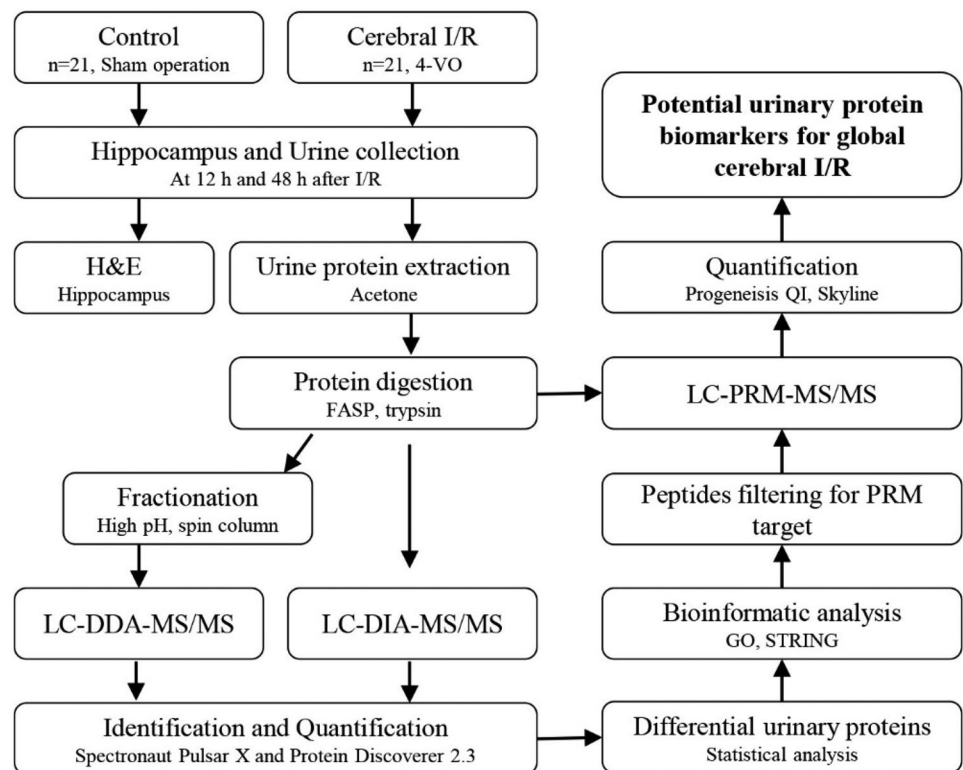 Control
n=21, Sham operation
Cerebral I/R
n=21, 4-VO
Hippocampus and Urine collection
At 12 h and 48 h after I/R
H&E
Hippocampus
Urine protein extraction
Acetone
Protein digestion
FASP, trypsin
Fractionation
High pH, spin column
LC-DDA-MS/MS
LC-DIA-MS/MS
Identification and Quantification
Spectronaut Pulsar X and Protein Discoverer 2.3
Differential urinary proteins
Statistical analysis
Bioinformatic analysis
GO, STRING
Peptides filtering for PRM
target
LC-PRM-MS/MS
Quantification
Progeneisis QI, Skyline
Potential urinary protein
biomarkers for global
cerebral I/R